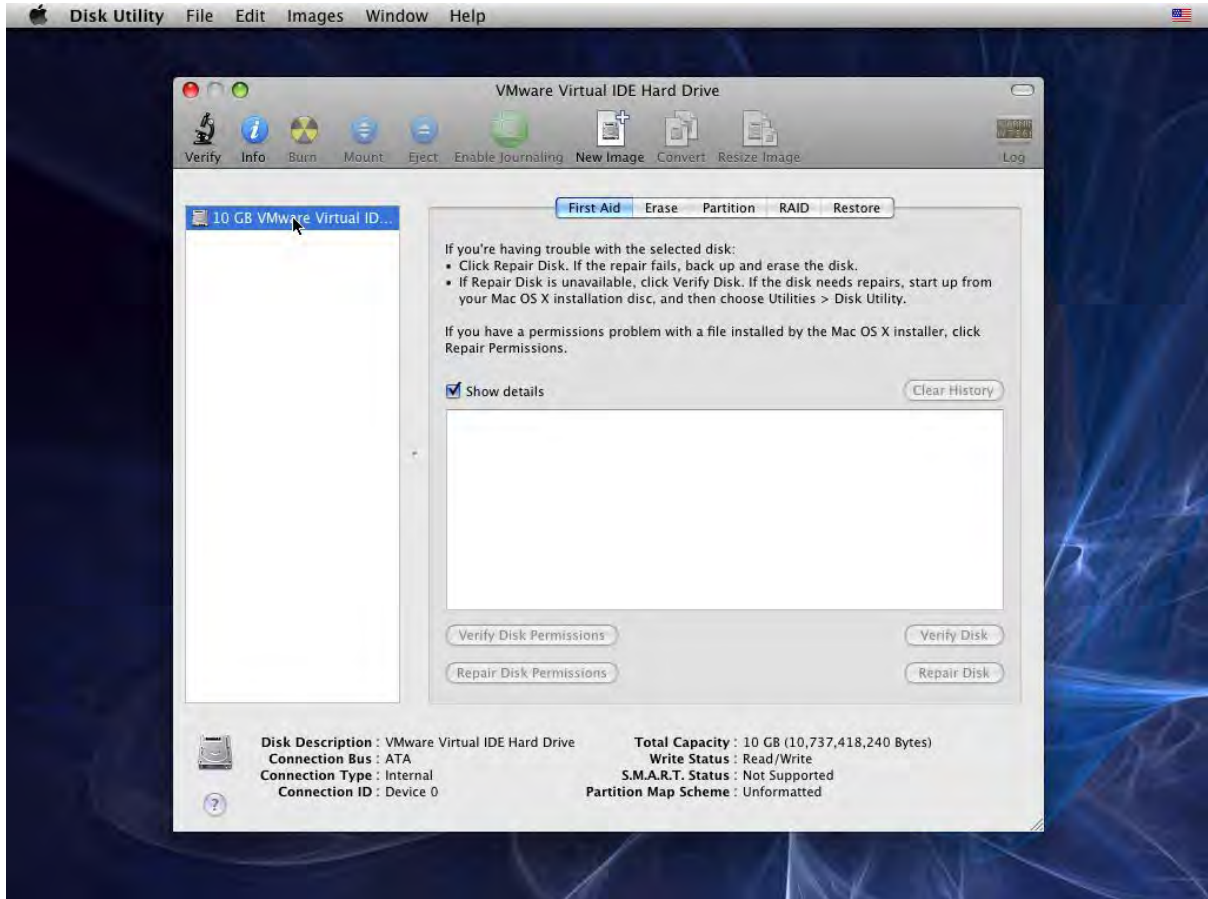 Disk Utility File Edit Images Window Help
VMware Virtual IDE Hard Drive
Verify Info Burn Mount Eject Enable Journaling New Image Convert Resize Image Log
10 GB VMware Virtual ID...
First Aid Erase Partition RAID Restore
If you're having trouble with the selected disk:
• Click Repair Disk. If the repair fails, back up and erase the disk.
• If Repair Disk is unavailable, click Verify Disk. If the disk needs repairs, start up from
your Mac OS X installation disc, and then choose Utilities > Disk Utility.
If you have a permissions problem with a file installed by the Mac OS X installer, click
Repair Permissions.
Show details
Clear History
Verify Disk Permissions
Verify Disk
Repair Disk Permissions
Repair Disk
Disk Description : VMware Virtual IDE Hard Drive
Connection Bus : ATA
Connection Type : Internal
Connection ID : Device 0
Total Capacity : 10 GB (10,737,418,240 Bytes)
Write Status : Read/Write
S.M.A.R.T. Status : Not Supported
Partition Map Scheme : Unformatted
?